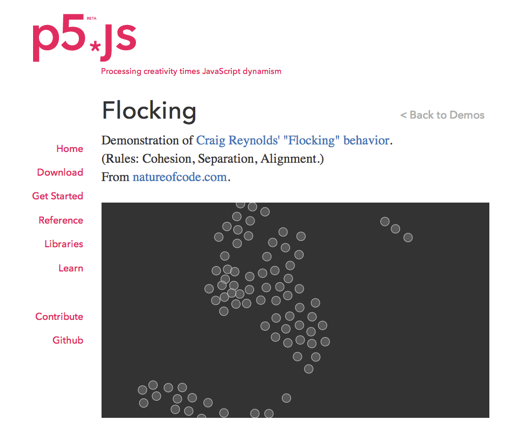 p5.js
BETA
Processing creativity times JavaScript dynamism
Flocking
< Back to Demos
Demonstration of Craig Reynolds' "Flocking" behavior.
(Rules: Cohesion, Separation, Alignment.)
From natureofcode.com.
Home
Download
Get Started
Reference
Libraries
Learn
Contribute
Github